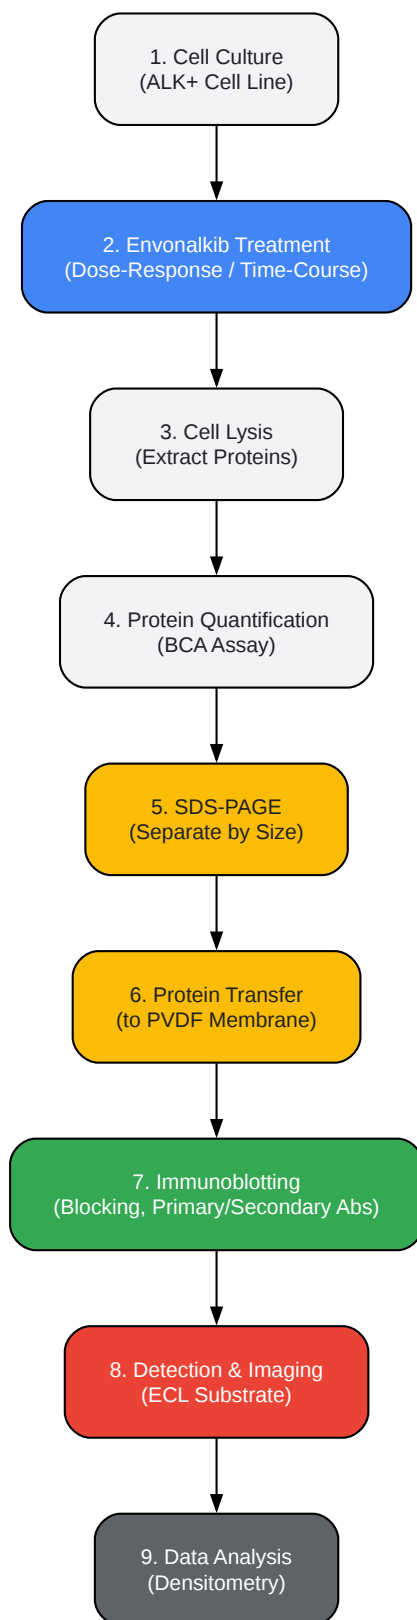 1. Cell Culture
(ALK+ Cell Line)
2. Envonalkib Treatment
(Dose-Response / Time-Course)
3. Cell Lysis
(Extract Proteins)
4. Protein Quantification
(BCA Assay)
5. SDS-PAGE
(Separate by Size)
6. Protein Transfer
(to PVDF Membrane)
7. Immunoblotting
(Blocking, Primary/Secondary Abs)
8. Detection & Imaging
(ECL Substrate)
9. Data Analysis
(Densitometry)